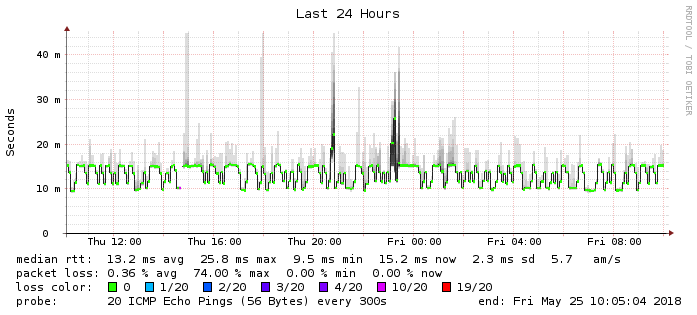 Last 24 Hours
RRDTOOL / TOBI OETIKER
Seconds
40 m
30 m
20 m
10 m
0
Thu 12:00 Thu 16:00 Thu 20:00 Fri 00:00 Fri 04:00 Fri 08:00
median rtt: 13.2 ms avg 25.8 ms max 9.5 ms min 15.2 ms now 2.3 ms sd 5.7 am/s
packet loss: 0.36 % avg 74.00 % max 0.00 % min 0.00 % now
loss color: 0 1/20 2/20 3/20 4/20 10/20 19/20
probe: 20 ICMP Echo Pings (56 Bytes) every 300s end: Fri May 25 10:05:04 2018